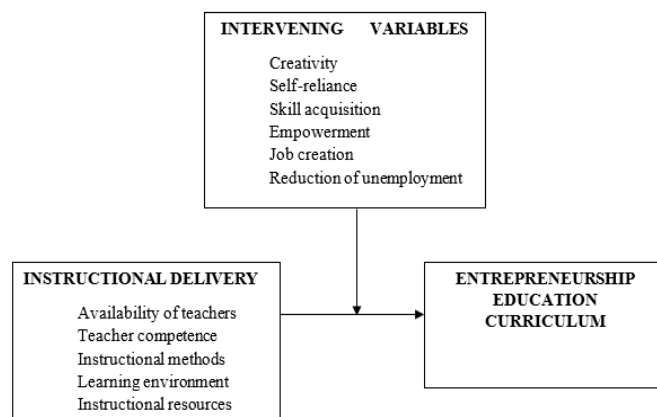 INTERVENING VARIABLES
Creativity
Self-reliance
Skill acquisition
Empowerment
Job creation
Reduction of unemployment
INSTRUCTIONAL DELIVERY
Availability of teachers
Teacher competence
Instructional methods
Learning environment
Instructional resources
ENTREPRENEURSHIP
EDUCATION
CURRICULUM